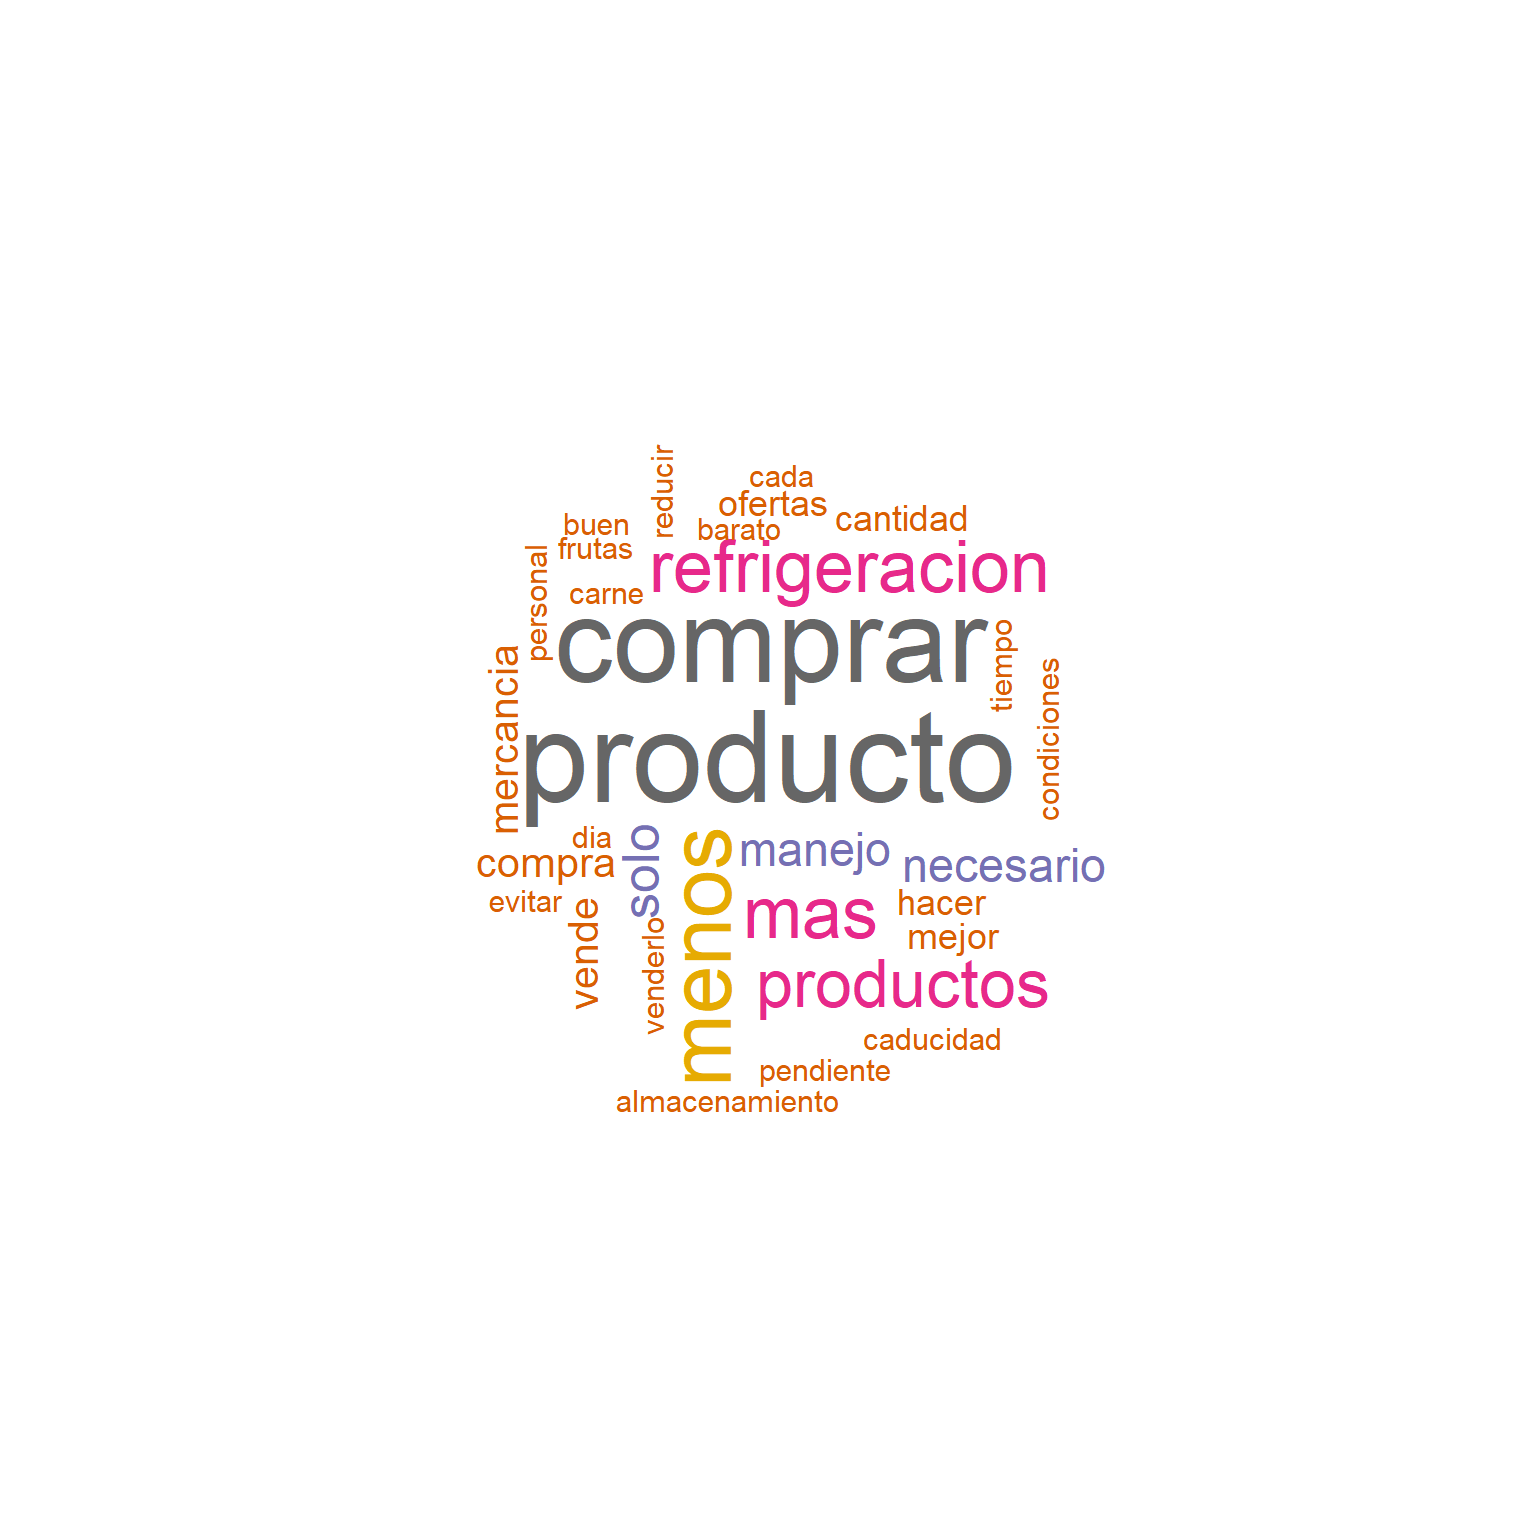 reducir
cada
ofertas
cantidad
buen
barato
frutas
refrigeracion
personal
carne
comprar
tiempo
mercancia
condiciones
producto
dia
solo
menos
manejo
compra
necesario
evitar
mas
hacer
vende
venderlo
mejor
productos
caducidad
pendiente
almacenamiento